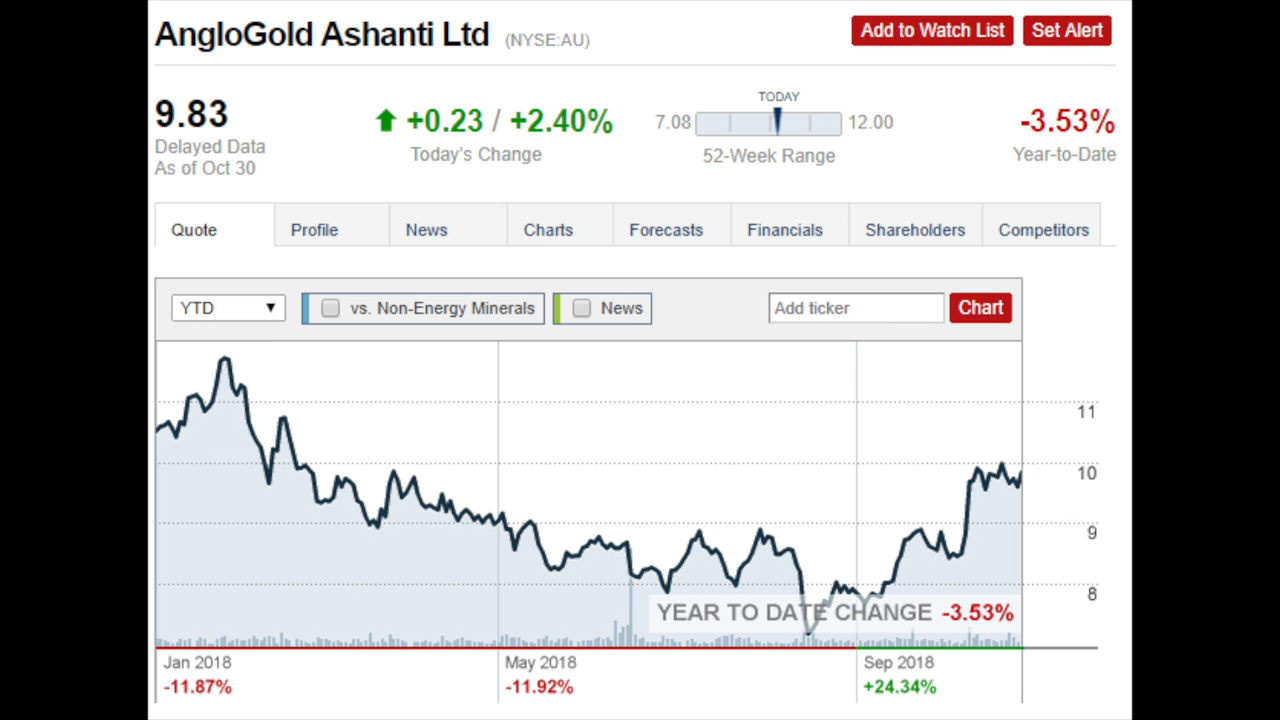 AngloGold Ashanti Ltd (NYSE:AU)
Add to Watch List
Set Alert
9.83
Delayed Data
As of Oct 30
+0.23 / +2.40%
Today's Change
TODAY
7.08
12.00
52-Week Range
-3.53%
Year-to-Date
Quote
Profile
News
Charts
Forecasts
Financials
Shareholders
Competitors
YTD
vs. Non-Energy Minerals
News
Add ticker
Chart
11
10
9
8
YEAR TO DATE CHANGE -3.53%
Jan 2018
-11.87%
May 2018
-11.92%
Sep 2018
+24.34%